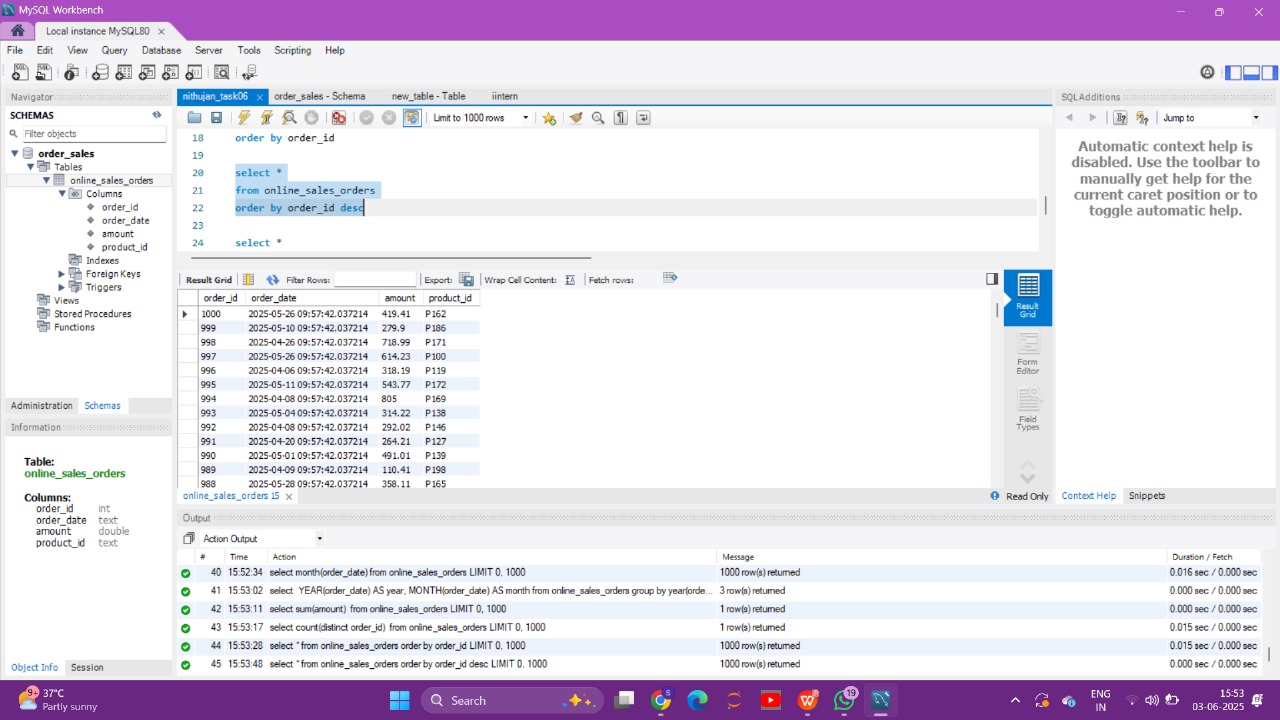 MySQL Workbench
Local instance MySQL80
File Edit View Query Database Server Tools Scripting Help
Navigator
SCHEMAS
Filter objects
order_sales
Tables
online_sales_orders
Columns
order_id
order_date
amount
product_id
Indexes
Foreign Keys
Triggers
Views
Stored Procedures
Functions
Administration Schemas
Information
Table:
online_sales_orders
Columns:
order_id int
order_date text
amount double
product_id text
Object Info Session
nithujan_task06 order_sales - Schema new_table - Table iintern
Limit to 1000 rows
18 order by order_id
19
20 select *
21 from online_sales_orders
22 order by order_id desc
23
24 select *
Result Grid Filter Rows: Export: Wrap Cell Content: Fetch rows:
order_id order_date amount product_id
1000 2025-05-26 09:57:42.037214 419.41 P162
999 2025-05-10 09:57:42.037214 279.9 P186
998 2025-04-26 09:57:42.037214 718.99 P171
997 2025-05-26 09:57:42.037214 614.23 P100
996 2025-04-06 09:57:42.037214 318.19 P119
995 2025-05-11 09:57:42.037214 543.77 P172
994 2025-04-08 09:57:42.037214 805 P169
993 2025-05-04 09:57:42.037214 314.22 P138
992 2025-04-08 09:57:42.037214 292.02 P146
991 2025-04-20 09:57:42.037214 264.21 P127
990 2025-05-01 09:57:42.037214 491.01 P139
989 2025-04-09 09:57:42.037214 110.41 P198
988 2025-05-28 09:57:42.037214 358.11 P165
online_sales_orders 15
Result Grid
Form Editor
Field Types
Read Only
Output
Action Output
# Time Action Message Duration / Fetch
40 15:52:34 select month(order_date) from online_sales_orders LIMIT 0, 1000 1000 row(s) returned 0.016 sec / 0.000 sec
41 15:53:02 select YEAR(order_date) AS year, MONTH(order_date) AS month from online_sales_orders group by year(orde... 3 row(s) returned 0.000 sec / 0.000 sec
42 15:53:11 select sum(amount) from online_sales_orders LIMIT 0, 1000 1 row(s) returned 0.000 sec / 0.000 sec
43 15:53:17 select count(distinct order_id) from online_sales_orders LIMIT 0, 1000 1 row(s) returned 0.015 sec / 0.000 sec
44 15:53:28 select * from online_sales_orders order by order_id LIMIT 0, 1000 1000 row(s) returned 0.015 sec / 0.000 sec
45 15:53:48 select * from online_sales_orders order by order_id desc LIMIT 0, 1000 1000 row(s) returned 0.000 sec / 0.000 sec
SQLAdditions
Jump to
Automatic context help is
disabled. Use the toolbar to
manually get help for the
current caret position or to
toggle automatic help.
Context Help Snippets
9+
37°C
Partly sunny
Search
S
19
ENG
IN
15:53
03-06-2025